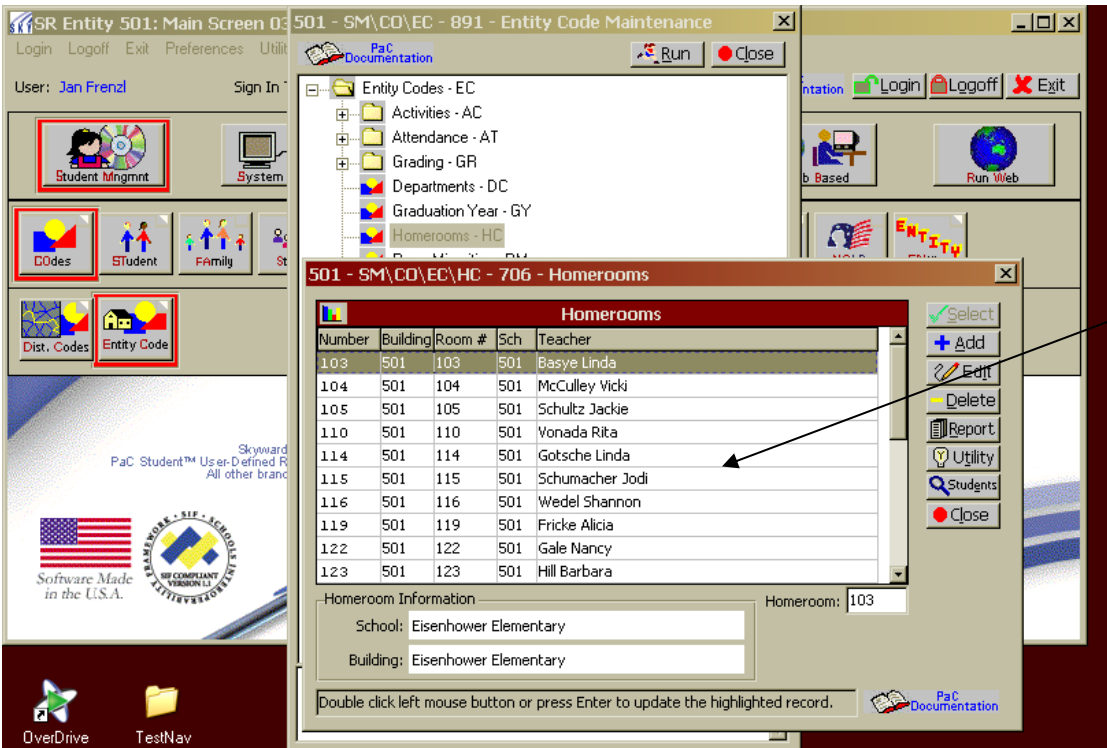 SR Entity 501: Main Screen 03
Login Logoff Exit Preferences Utilit
User: Jan Frenzl
Sign In
Student Mngmnt
System
COdes
STudent
FAmily
St
Dist. Codes
Entity Code
Skyward
PaC Student™ User-Defined R
All other brand
Software Made
in the U.S.A.
SIF COMPLIANT
VERSION 1.1
OverDrive
TestNav
501 - SM\CO\EC - 891 - Entity Code Maintenance
PaC
Documentation
Run
Close
Entity Codes - EC
Activities - AC
Attendance - AT
Grading - GR
Departments - DC
Graduation Year - GY
Homerooms - HC
ntation
Login
Logoff
Exit
b Based
Run Web
ENTITY
501 - SM\CO\EC\HC - 706 - Homerooms
Homerooms
Number Building Room # Sch Teacher
103 501 103 501 Basye Linda
104 501 104 501 McCulley Vicki
105 501 105 501 Schultz Jackie
110 501 110 501 Vonada Rita
114 501 114 501 Gotsche Linda
115 501 115 501 Schumacher Jodi
116 501 116 501 Wedel Shannon
119 501 119 501 Fricke Alicia
122 501 122 501 Gale Nancy
123 501 123 501 Hill Barbara
Select
Add
Edit
Delete
Report
Utility
Students
Close
Homeroom Information
School: Eisenhower Elementary
Building: Eisenhower Elementary
Homeroom: 103
Double click left mouse button or press Enter to update the highlighted record.
PaC
Documentation